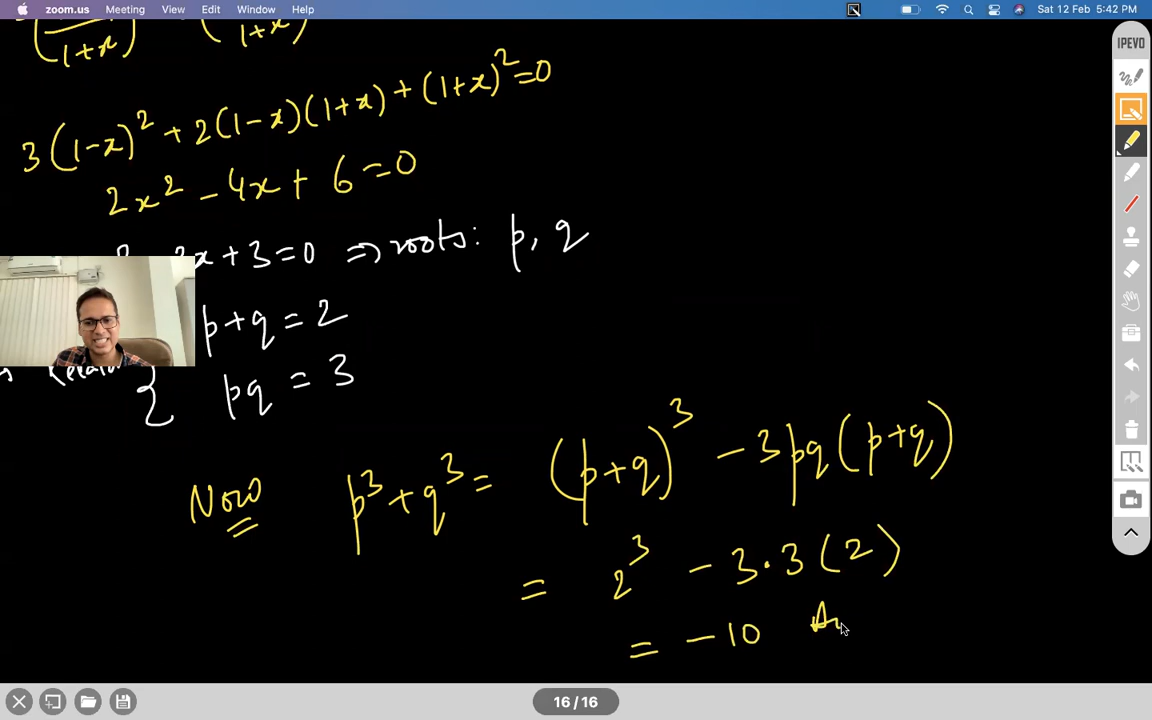 zoom.us Meeting View Edit Window Help Sat 12 Feb 5:42 PM
IPEVO
1+x 1+x
3(1-x)² + 2(1-x)(1+x) + (1+x)² = 0
2x² - 4x + 6 = 0
x + 3 = 0 ⇒ roots: p, q
p+q = 2
pq = 3
Now p³ + q³ = (p+q)³ - 3pq(p+q)
= 2³ - 3·3(2)
= -10
16/16